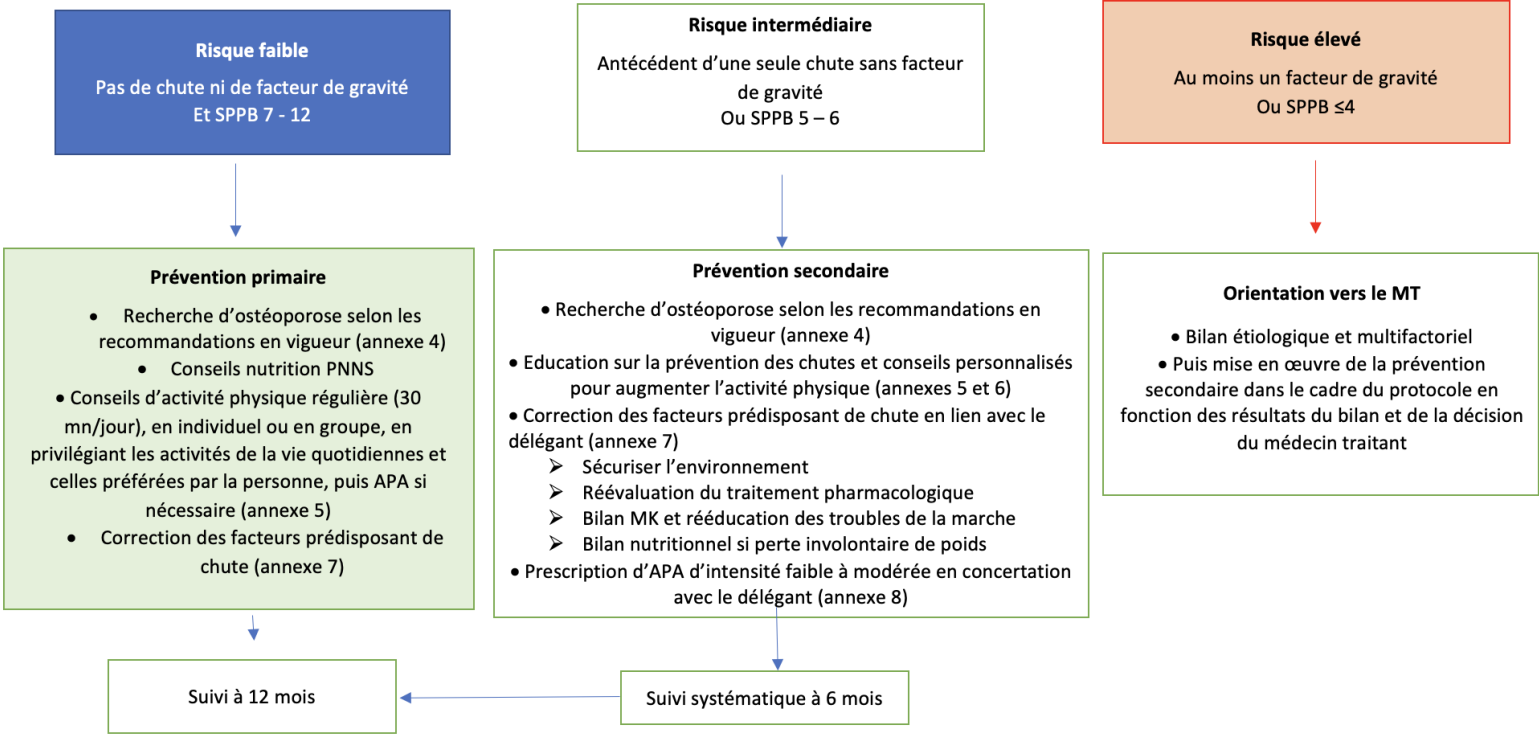 Risque faible
Pas de chute ni de facteur de gravité
Et SPPB 7 - 12
Risque intermédiaire
Antécédent d’une seule chute sans facteur
de gravité
Ou SPPB 5 – 6
Risque élevé
Au moins un facteur de gravité
Ou SPPB ≤4
Prévention primaire
• Recherche d’ostéoporose selon les
recommandations en vigueur (annexe 4)
• Conseils nutrition PNNS
• Conseils d’activité physique régulière (30
mn/jour), en individuel ou en groupe, en
privilégiant les activités de la vie quotidiennes et
celles préférées par la personne, puis APA si
nécessaire (annexe 5)
• Correction des facteurs prédisposant de
chute (annexe 7)
Prévention secondaire
• Recherche d’ostéoporose selon les recommandations en
vigueur (annexe 4)
• Education sur la prévention des chutes et conseils personnalisés
pour augmenter l’activité physique (annexes 5 et 6)
• Correction des facteurs prédisposant de chute en lien avec le
délégant (annexe 7)
➢ Sécuriser l’environnement
➢ Réévaluation du traitement pharmacologique
➢ Bilan MK et rééducation des troubles de la marche
➢ Bilan nutritionnel si perte involontaire de poids
• Prescription d’APA d’intensité faible à modérée en concertation
avec le délégant (annexe 8)
Orientation vers le MT
• Bilan étiologique et multifactoriel
• Puis mise en œuvre de la prévention
secondaire dans le cadre du protocole en
fonction des résultats du bilan et de la décision
du médecin traitant
Suivi à 12 mois
Suivi systématique à 6 mois